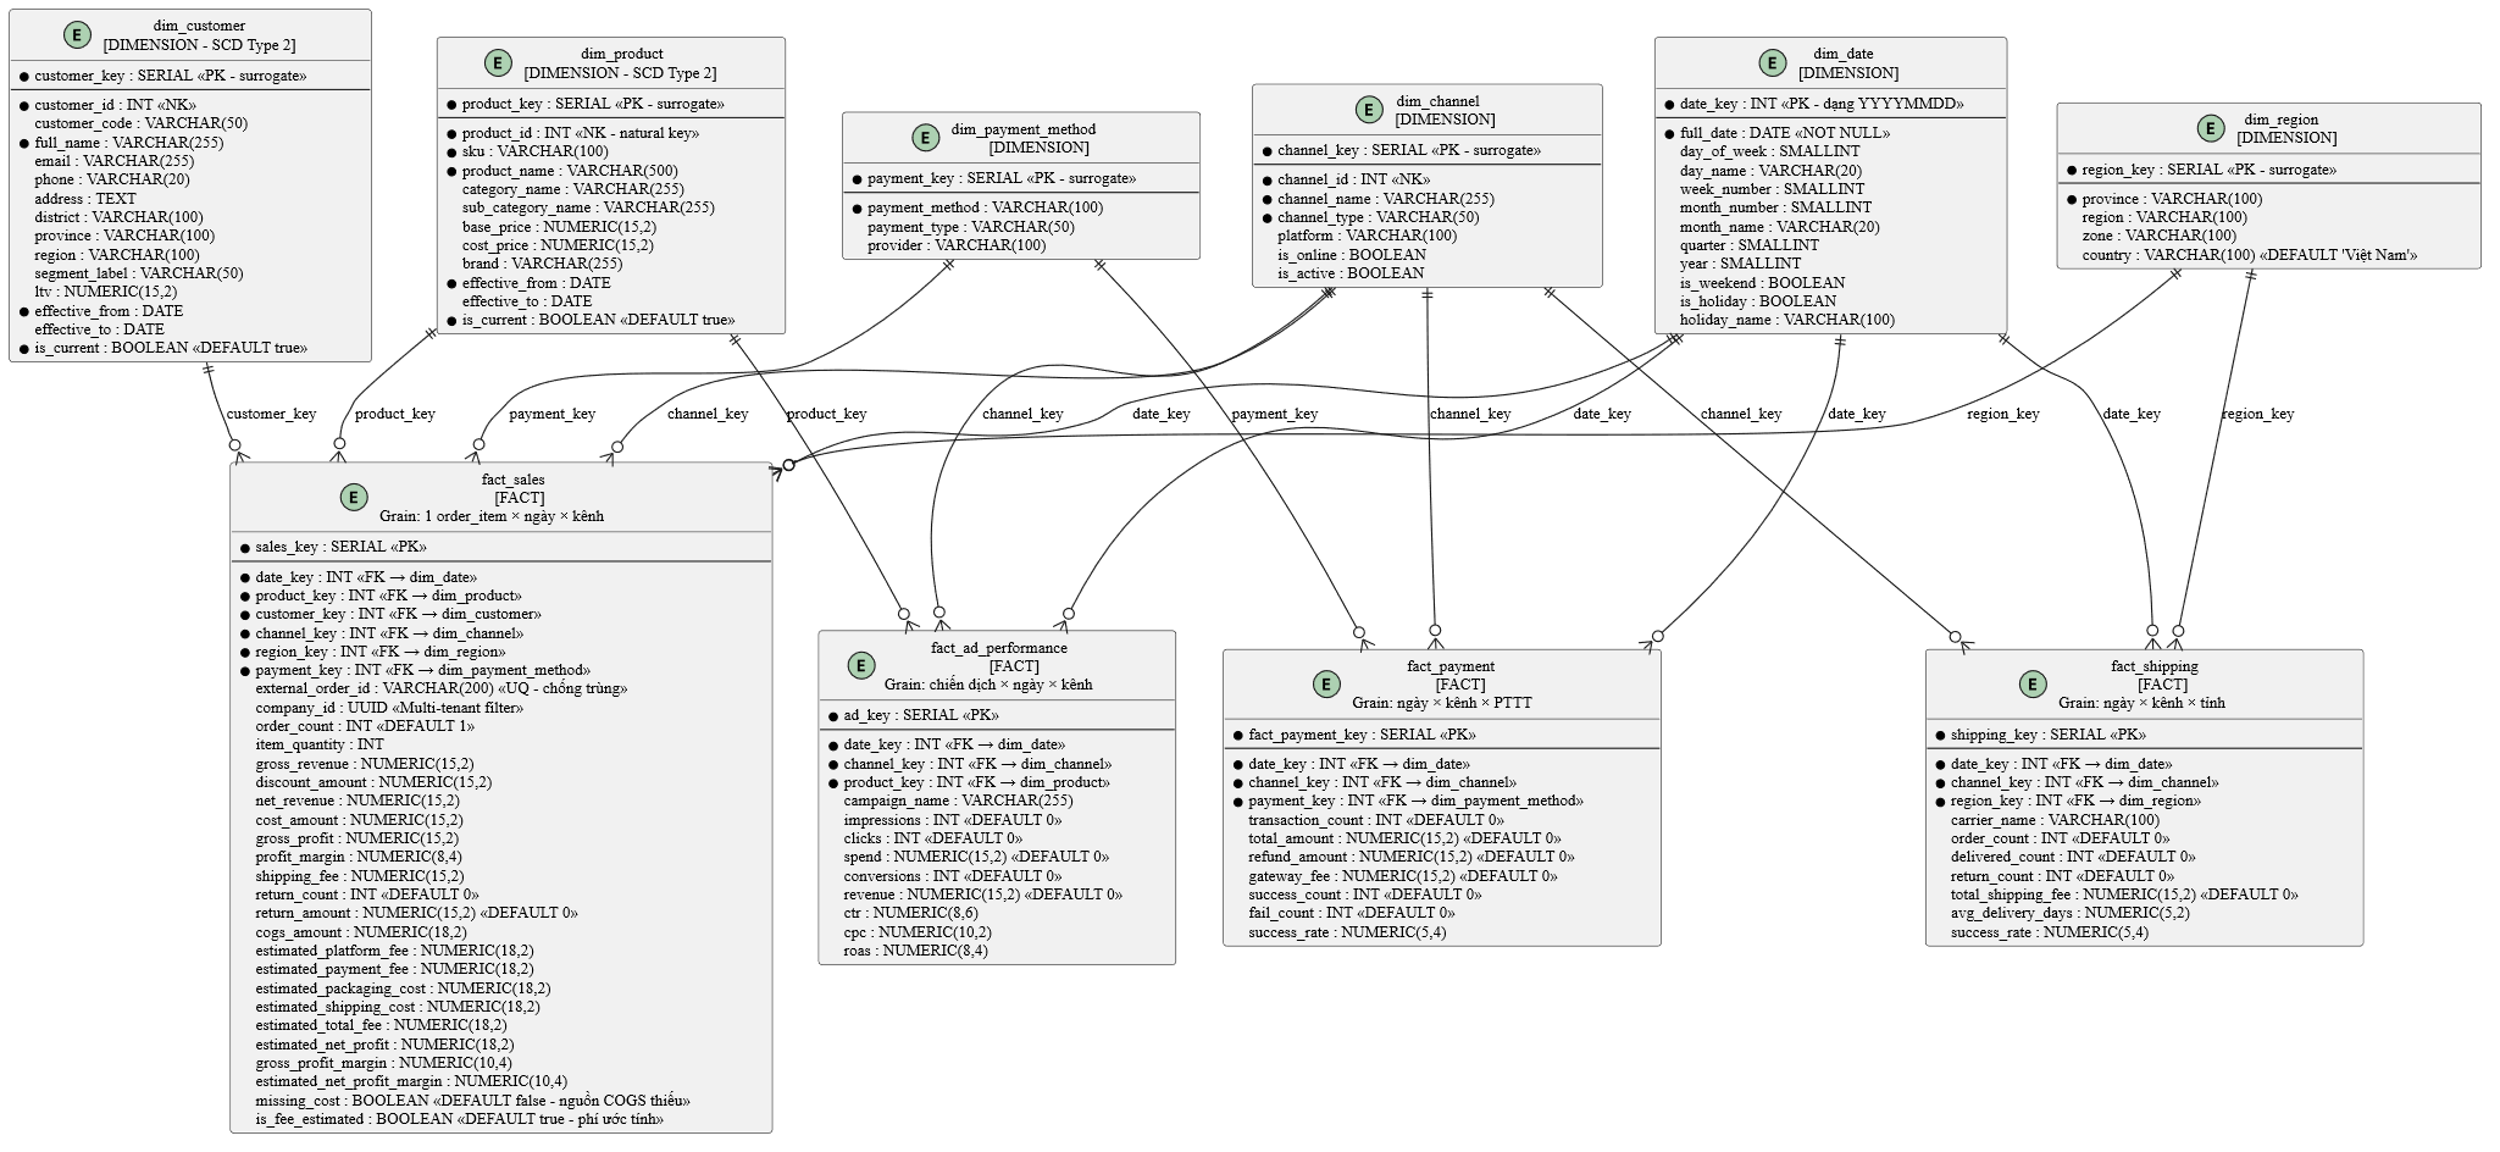 dim_customer
[DIMENSION - SCD Type 2]
customer_key : SERIAL «PK - surrogate»
customer_id : INT «NK»
customer_code : VARCHAR(50)
full_name : VARCHAR(255)
email : VARCHAR(255)
phone : VARCHAR(20)
address : TEXT
district : VARCHAR(100)
province : VARCHAR(100)
region : VARCHAR(100)
segment_label : VARCHAR(50)
ltv : NUMERIC(15,2)
effective_from : DATE
effective_to : DATE
is_current : BOOLEAN «DEFAULT true»
dim_product
[DIMENSION - SCD Type 2]
product_key : SERIAL «PK - surrogate»
product_id : INT «NK - natural key»
sku : VARCHAR(100)
product_name : VARCHAR(500)
category_name : VARCHAR(255)
sub_category_name : VARCHAR(255)
base_price : NUMERIC(15,2)
cost_price : NUMERIC(15,2)
brand : VARCHAR(255)
effective_from : DATE
effective_to : DATE
is_current : BOOLEAN «DEFAULT true»
dim_payment_method
[DIMENSION]
payment_key : SERIAL «PK - surrogate»
payment_method : VARCHAR(100)
payment_type : VARCHAR(50)
provider : VARCHAR(100)
dim_channel
[DIMENSION]
channel_key : SERIAL «PK - surrogate»
channel_id : INT «NK»
channel_name : VARCHAR(255)
channel_type : VARCHAR(50)
platform : VARCHAR(100)
is_online : BOOLEAN
is_active : BOOLEAN
dim_date
[DIMENSION]
date_key : INT «PK - dạng YYYYMMDD»
full_date : DATE «NOT NULL»
day_of_week : SMALLINT
day_name : VARCHAR(20)
week_number : SMALLINT
month_number : SMALLINT
month_name : VARCHAR(20)
quarter : SMALLINT
year : SMALLINT
is_weekend : BOOLEAN
is_holiday : BOOLEAN
holiday_name : VARCHAR(100)
dim_region
[DIMENSION]
region_key : SERIAL «PK - surrogate»
province : VARCHAR(100)
region : VARCHAR(100)
zone : VARCHAR(100)
country : VARCHAR(100) «DEFAULT 'Việt Nam'»
customer_key
product_key
payment_key
channel_key
product_key
channel_key
date_key
payment_key
channel_key
date_key
channel_key
date_key
region_key
date_key
region_key
fact_sales
[FACT]
Grain: 1 order_item × ngày × kênh
sales_key : SERIAL «PK»
date_key : INT «FK → dim_date»
product_key : INT «FK → dim_product»
customer_key : INT «FK → dim_customer»
channel_key : INT «FK → dim_channel»
region_key : INT «FK → dim_region»
payment_key : INT «FK → dim_payment_method»
external_order_id : VARCHAR(200) «UQ - chống trùng»
company_id : UUID «Multi-tenant filter»
order_count : INT «DEFAULT 1»
item_quantity : INT
gross_revenue : NUMERIC(15,2)
discount_amount : NUMERIC(15,2)
net_revenue : NUMERIC(15,2)
cost_amount : NUMERIC(15,2)
gross_profit : NUMERIC(15,2)
profit_margin : NUMERIC(8,4)
shipping_fee : NUMERIC(15,2)
return_count : INT «DEFAULT 0»
return_amount : NUMERIC(15,2) «DEFAULT 0»
cogs_amount : NUMERIC(18,2)
estimated_platform_fee : NUMERIC(18,2)
estimated_payment_fee : NUMERIC(18,2)
estimated_packaging_cost : NUMERIC(18,2)
estimated_shipping_cost : NUMERIC(18,2)
estimated_total_fee : NUMERIC(18,2)
estimated_net_profit : NUMERIC(18,2)
gross_profit_margin : NUMERIC(10,4)
estimated_net_profit_margin : NUMERIC(10,4)
missing_cost : BOOLEAN «DEFAULT false - nguồn COGS thiếu»
is_fee_estimated : BOOLEAN «DEFAULT true - phí ước tính»
fact_ad_performance
[FACT]
Grain: chiến dịch × ngày × kênh
ad_key : SERIAL «PK»
date_key : INT «FK → dim_date»
channel_key : INT «FK → dim_channel»
product_key : INT «FK → dim_product»
campaign_name : VARCHAR(255)
impressions : INT «DEFAULT 0»
clicks : INT «DEFAULT 0»
spend : NUMERIC(15,2) «DEFAULT 0»
conversions : INT «DEFAULT 0»
revenue : NUMERIC(15,2) «DEFAULT 0»
ctr : NUMERIC(8,6)
cpc : NUMERIC(10,2)
roas : NUMERIC(8,4)
fact_payment
[FACT]
Grain: ngày × kênh × PTTT
fact_payment_key : SERIAL «PK»
date_key : INT «FK → dim_date»
channel_key : INT «FK → dim_channel»
payment_key : INT «FK → dim_payment_method»
transaction_count : INT «DEFAULT 0»
total_amount : NUMERIC(15,2) «DEFAULT 0»
refund_amount : NUMERIC(15,2) «DEFAULT 0»
gateway_fee : NUMERIC(15,2) «DEFAULT 0»
success_count : INT «DEFAULT 0»
fail_count : INT «DEFAULT 0»
success_rate : NUMERIC(5,4)
fact_shipping
[FACT]
Grain: ngày × kênh × tỉnh
shipping_key : SERIAL «PK»
date_key : INT «FK → dim_date»
channel_key : INT «FK → dim_channel»
region_key : INT «FK → dim_region»
carrier_name : VARCHAR(100)
order_count : INT «DEFAULT 0»
delivered_count : INT «DEFAULT 0»
return_count : INT «DEFAULT 0»
total_shipping_fee : NUMERIC(15,2) «DEFAULT 0»
avg_delivery_days : NUMERIC(5,2)
success_rate : NUMERIC(5,4)